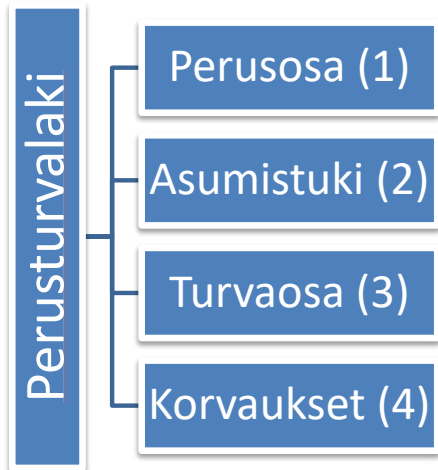 Perusturvalaki
Perusosa (1)
Asumistuki (2)
Turvaosa (3)
Korvaukset (4)